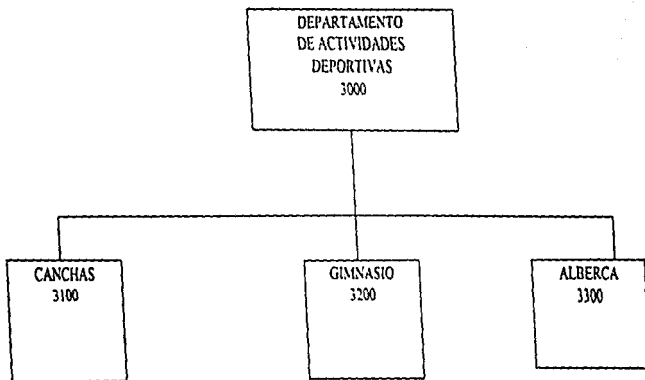 DEPARTAMENTO
DE ACTIVIDADES
DEPORTIVAS
3000
CANCHAS
3100
GIMNASIO
3200
ALBERCA
3300